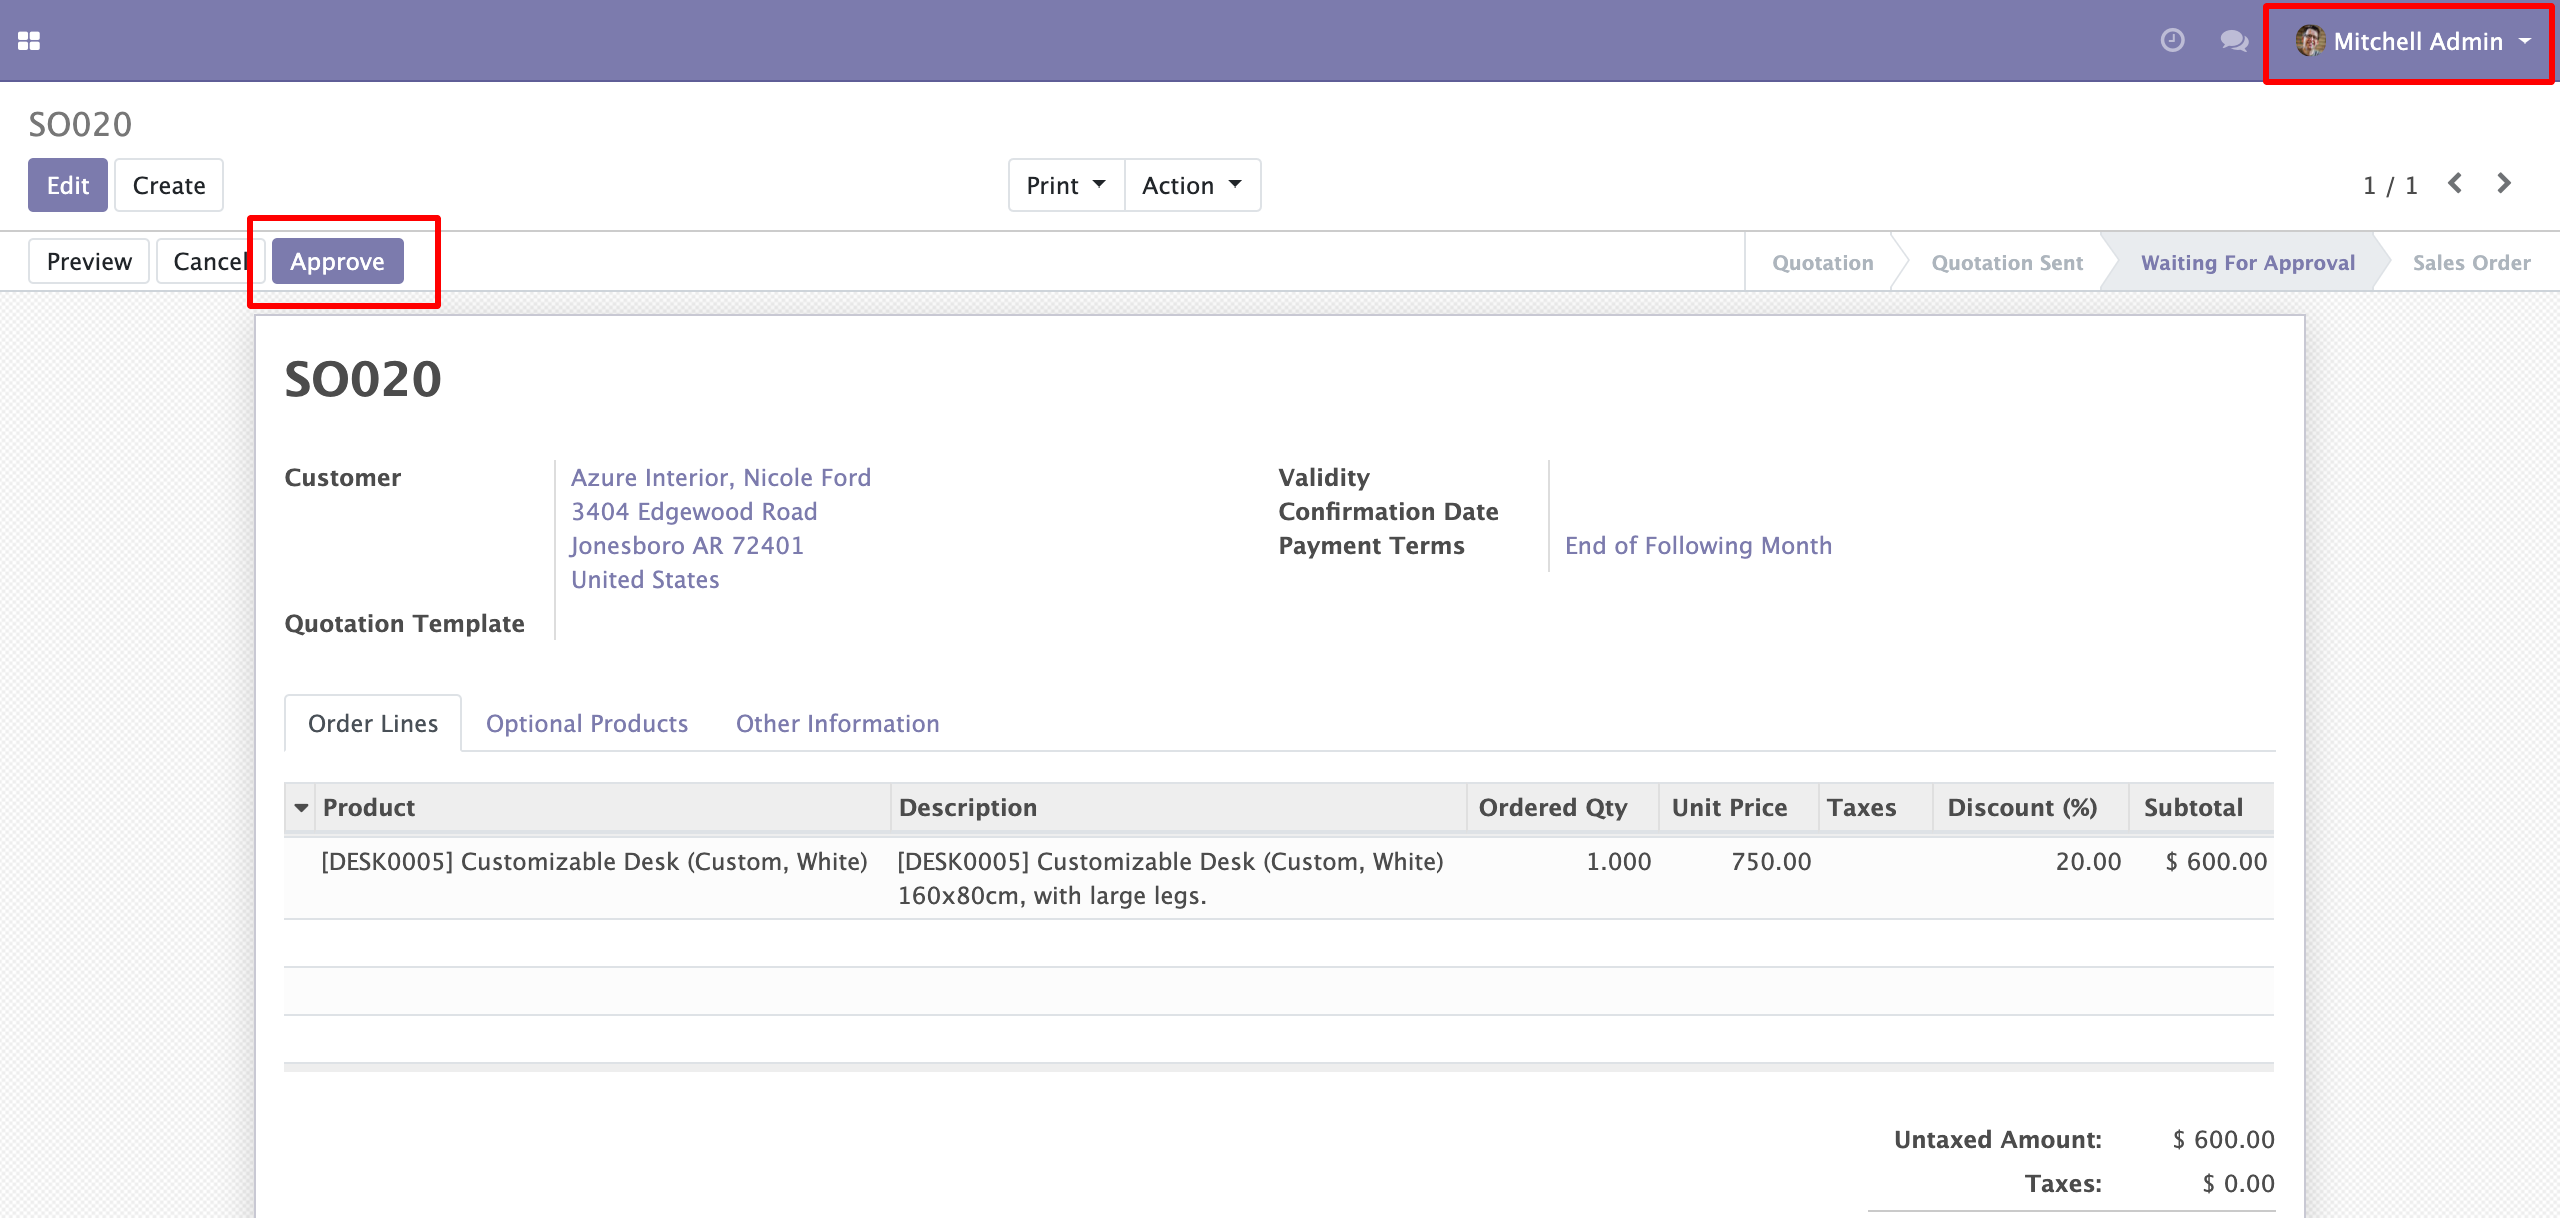 Mitchell Admin
SO020
Edit Create Print Action 1 / 1
Preview Cancel Approve Quotation Quotation Sent Waiting For Approval Sales Order
SO020
Customer Azure Interior, Nicole Ford Validity
3404 Edgewood Road Confirmation Date
Jonesboro AR 72401 Payment Terms End of Following Month
United States
Quotation Template
Order Lines Optional Products Other Information
Product Description Ordered Qty Unit Price Taxes Discount (%) Subtotal
[DESK0005] Customizable Desk (Custom, White) [DESK0005] Customizable Desk (Custom, White) 1.000 750.00 20.00 $ 600.00
160x80cm, with large legs.
Untaxed Amount: $ 600.00
Taxes: $ 0.00